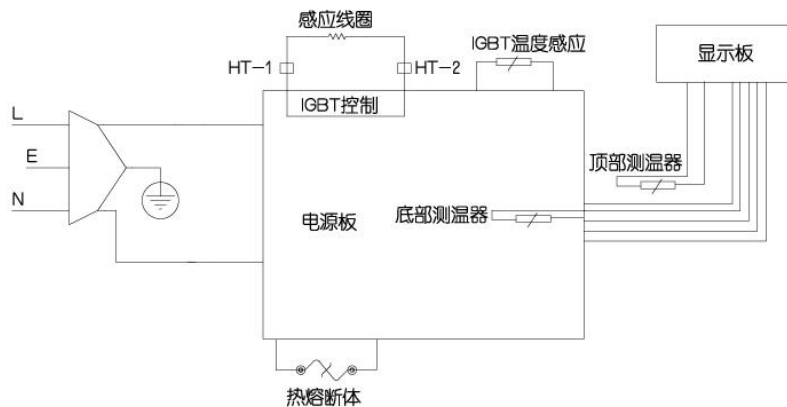 感应线圈
HT-1
HT-2
IGBT控制
IGBT温度感应
显示板
L
E
N
顶部测温器
底部测温器
电源板
热熔断体